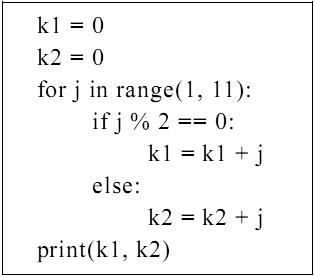 k1 = 0
k2 = 0
for j in range(1, 11):
if j % 2 == 0:
k1 = k1 + j
else:
k2 = k2 + j
print(k1, k2)